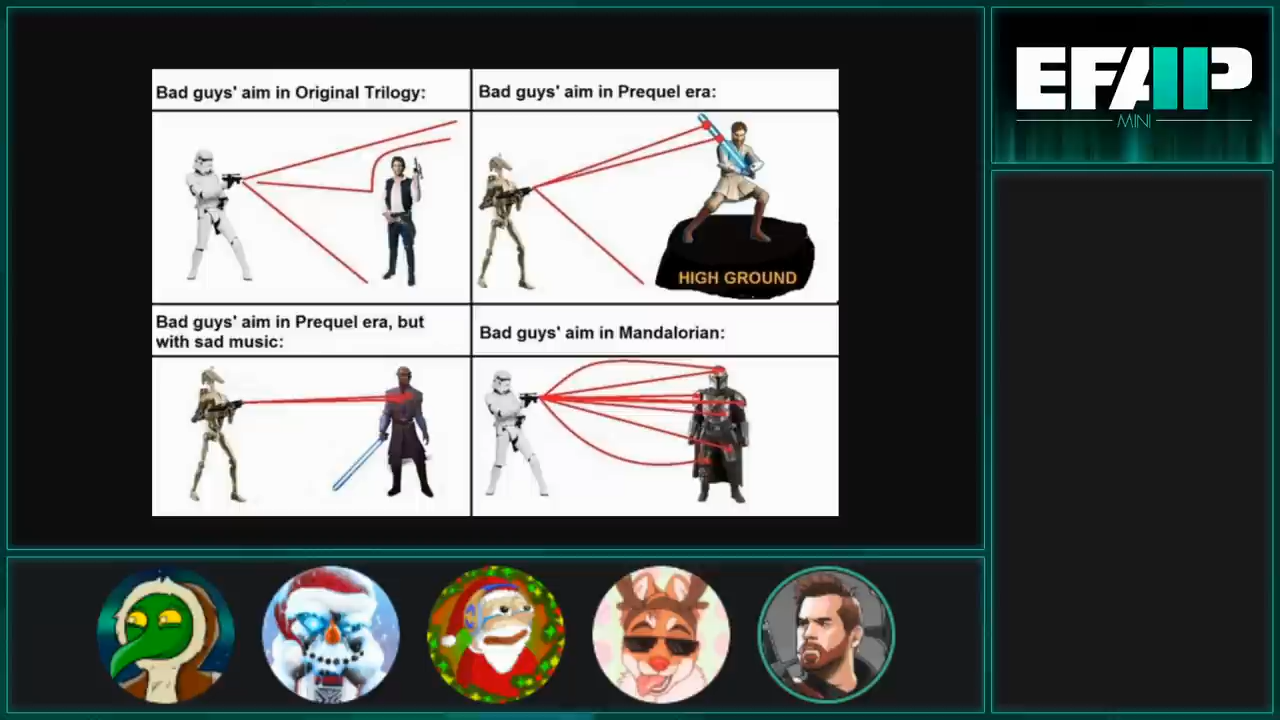 Bad guys' aim in Original Trilogy:
Bad guys' aim in Prequel era:
HIGH GROUND
Bad guys' aim in Prequel era, but
with sad music:
Bad guys' aim in Mandalorian:
EFAP
MINI